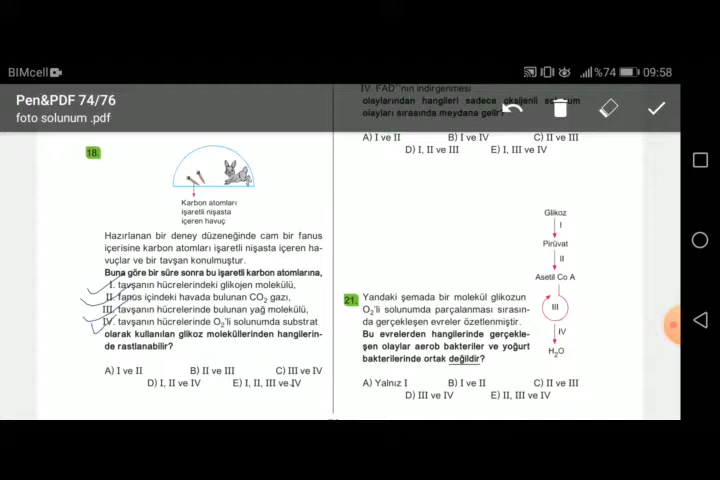 BIMcell
%74 09:58
Pen&PDF 74/76
foto solunum .pdf
18.
Karbon atomları
işaretli nişasta
içeren havuç
Hazırlanan bir deney düzeneğinde cam bir fanus
içerisine karbon atomları işaretli nişasta içeren ha-
vuçlar ve bir tavşan konulmuştur.
Buna göre bir süre sonra bu işaretli karbon atomlarına,
I. tavşanın hücrelerindeki glikojen molekülü,
II. fanus içindeki havada bulunan CO2 gazı,
III. tavşanın hücrelerinde bulunan yağ molekülü,
IV. tavşanın hücrelerinde O2'li solunumda substrat
olarak kullanılan glikoz moleküllerinden hangilerin-
de rastlanabilir?
A) I ve II B) II ve III C) III ve IV
D) I, II ve IV E) I, II, III ve IV
IV FAD'nın indirgenmesi
olaylarından hangileri sadece oksijenli solunum
olayları sırasında meydana gelir?
A) I ve II B) I ve IV C) II ve III
D) I, II ve III E) I, III ve IV
Glikoz
I
Pirüvat
II
Asetil Co A
III
IV
H2O
21.
Yandaki şemada bir molekül glikozun
O2'li solunumda parçalanması sırasın-
da gerçekleşen evreler özetlenmiştir.
Bu evrelerden hangilerinde gerçekle-
şen olaylar aerob bakteriler ve yoğurt
bakterilerinde ortak değildir?
A) Yalnız I B) I ve II C) II ve III
D) III ve IV E) II, III ve IV